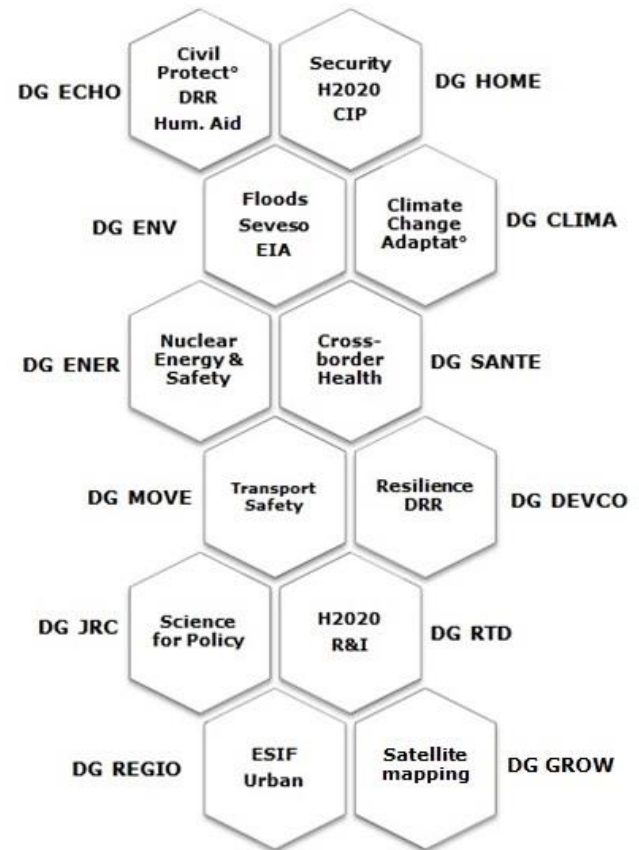 DG ECHO
Civil
Protect°
DRR
Hum. Aid
Security
H2020
CIP
DG HOME
DG ENV
Floods
Seveso
EIA
Climate
Change
Adaptat°
DG CLIMA
DG ENER
Nuclear
Energy &
Safety
Cross-
border
Health
DG SANTE
DG MOVE
Transport
Safety
Resilience
DRR
DG DEVCO
DG JRC
Science
for Policy
H2020
R&I
DG RTD
DG REGIO
ESIF
Urban
Satellite
mapping
DG GROW